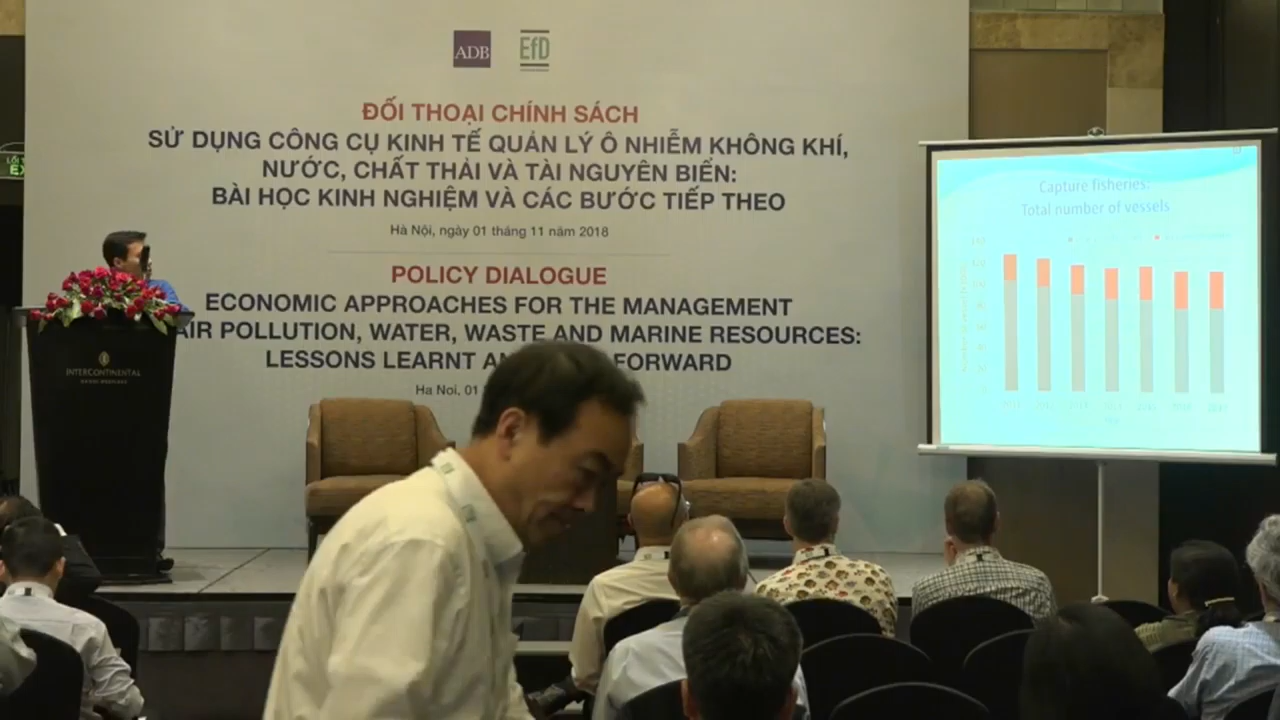 ADB
EfD
ĐỐI THOẠI CHÍNH SÁCH
SỬ DỤNG CÔNG CỤ KINH TẾ QUẢN LÝ Ô NHIỄM KHÔNG KHÍ,
NƯỚC, CHẤT THẢI VÀ TÀI NGUYÊN BIỂN:
BÀI HỌC KINH NGHIỆM VÀ CÁC BƯỚC TIẾP THEO
Hà Nội, ngày 01 tháng 11 năm 2018
POLICY DIALOGUE
ECONOMIC APPROACHES FOR THE MANAGEMENT
AIR POLLUTION, WATER, WASTE AND MARINE RESOURCES:
LESSONS LEARNT FORWARD
Ha Noi, 01
INTERCONTINENTAL
Capture fisheries:
Total number of vessels